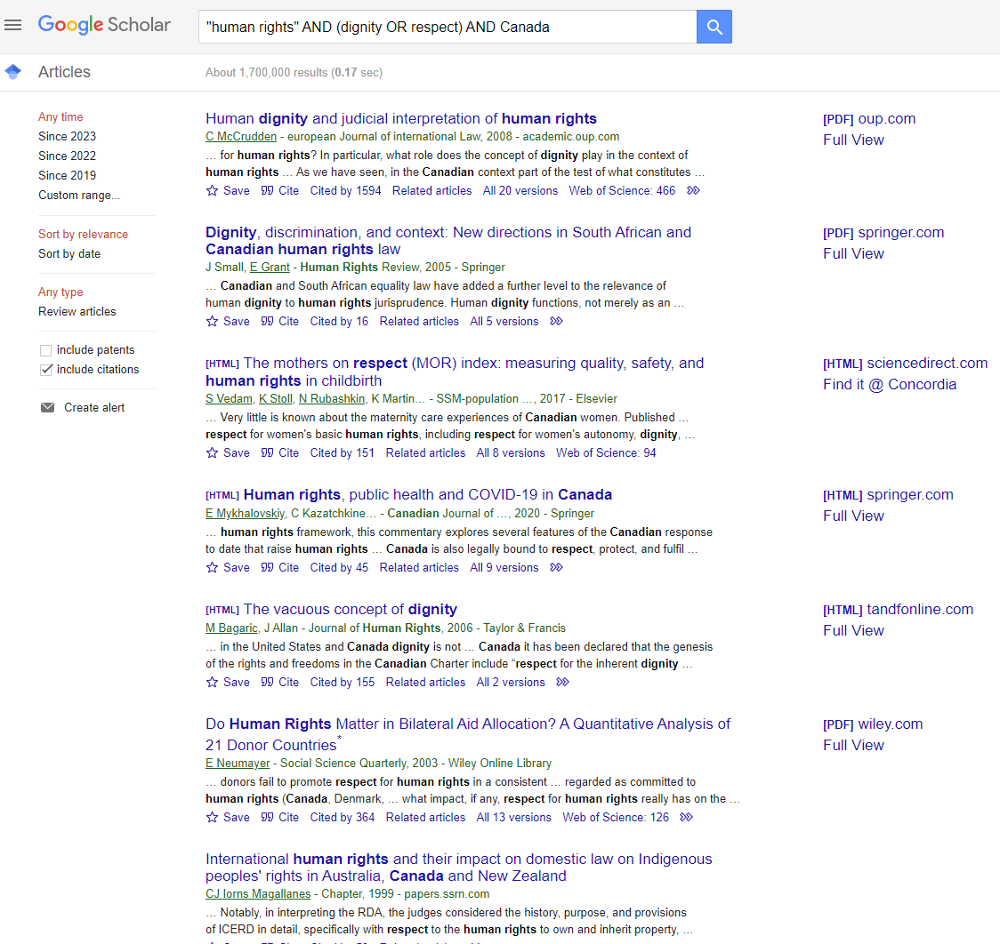 Google Scholar
"human rights" AND (dignity OR respect) AND Canada
Articles
About 1,700,000 results (0.17 sec)
Any time
Since 2023
Since 2022
Since 2019
Custom range...
Sort by relevance
Sort by date
Any type
Review articles
include patents
include citations
Create alert
Human dignity and judicial interpretation of human rights
C McCrudden - european Journal of international Law, 2008 - academic.oup.com
… for human rights? In particular, what role does the concept of dignity play in the context of
human rights … As we have seen, in the Canadian context part of the test of what constitutes …
Save Cite Cited by 1594 Related articles All 20 versions Web of Science: 466
[PDF] oup.com
Full View
Dignity, discrimination, and context: New directions in South African and
Canadian human rights law
J Small, E Grant - Human Rights Review, 2005 - Springer
… Canadian and South African equality law have added a further level to the relevance of
human dignity to human rights jurisprudence. Human dignity functions, not merely as an …
Save Cite Cited by 16 Related articles All 5 versions
[PDF] springer.com
Full View
[HTML] The mothers on respect (MOR) index: measuring quality, safety, and
human rights in childbirth
S Vedam, K Stoll, N Rubashkin, K Martin… - SSM-population …, 2017 - Elsevier
… Very little is known about the maternity care experiences of Canadian women. Published …
respect for women's basic human rights, including respect for women's autonomy, dignity, …
Save Cite Cited by 151 Related articles All 8 versions Web of Science: 94
[HTML] sciencedirect.com
Find it @ Concordia
[HTML] Human rights, public health and COVID-19 in Canada
E Mykhalovskiy, C Kazatchkine… - Canadian Journal of …, 2020 - Springer
… human rights framework, this commentary explores several features of the Canadian response
to date that raise human rights … Canada is also legally bound to respect, protect, and fulfil …
Save Cite Cited by 45 Related articles All 9 versions
[HTML] springer.com
Full View
[HTML] The vacuous concept of dignity
M Bagaric, J Allan - Journal of Human Rights, 2006 - Taylor & Francis
… in the United States and Canada dignity is not … Canada it has been declared that the genesis
of the rights and freedoms in the Canadian Charter include “respect for the inherent dignity …
Save Cite Cited by 155 Related articles All 2 versions
[HTML] tandfonline.com
Full View
Do Human Rights Matter in Bilateral Aid Allocation? A Quantitative Analysis of
21 Donor Countries*
E Neumayer - Social Science Quarterly, 2003 - Wiley Online Library
… donors fail to promote respect for human rights in a consistent … regarded as committed to
human rights (Canada, Denmark, … what impact, if any, respect for human rights really has on the …
Save Cite Cited by 364 Related articles All 13 versions Web of Science: 126
[PDF] wiley.com
Full View
International human rights and their impact on domestic law on Indigenous
peoples' rights in Australia, Canada and New Zealand
CJ Iorns Magallanes - Chapter, 1999 - papers.ssrn.com
… Notably, in interpreting the RDA, the judges considered the history, purpose, and provisions
of ICERD in detail, specifically with respect to the human rights to own and inherit property, …